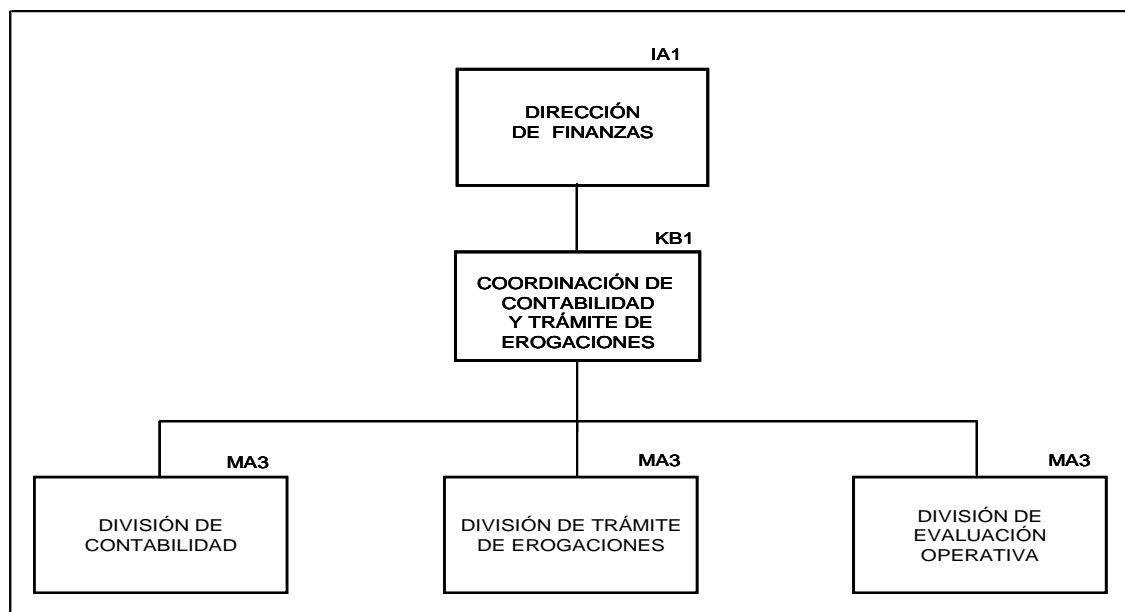 IA1
DIRECCIÓN
DE FINANZAS
KB1
COORDINACIÓN DE
CONTABILIDAD
Y TRÁMITE DE
EROGACIONES
MA3
DIVISIÓN DE
CONTABILIDAD
MA3
DIVISIÓN DE TRÁMITE
DE EROGACIONES
MA3
DIVISIÓN DE
EVALUACIÓN
OPERATIVA